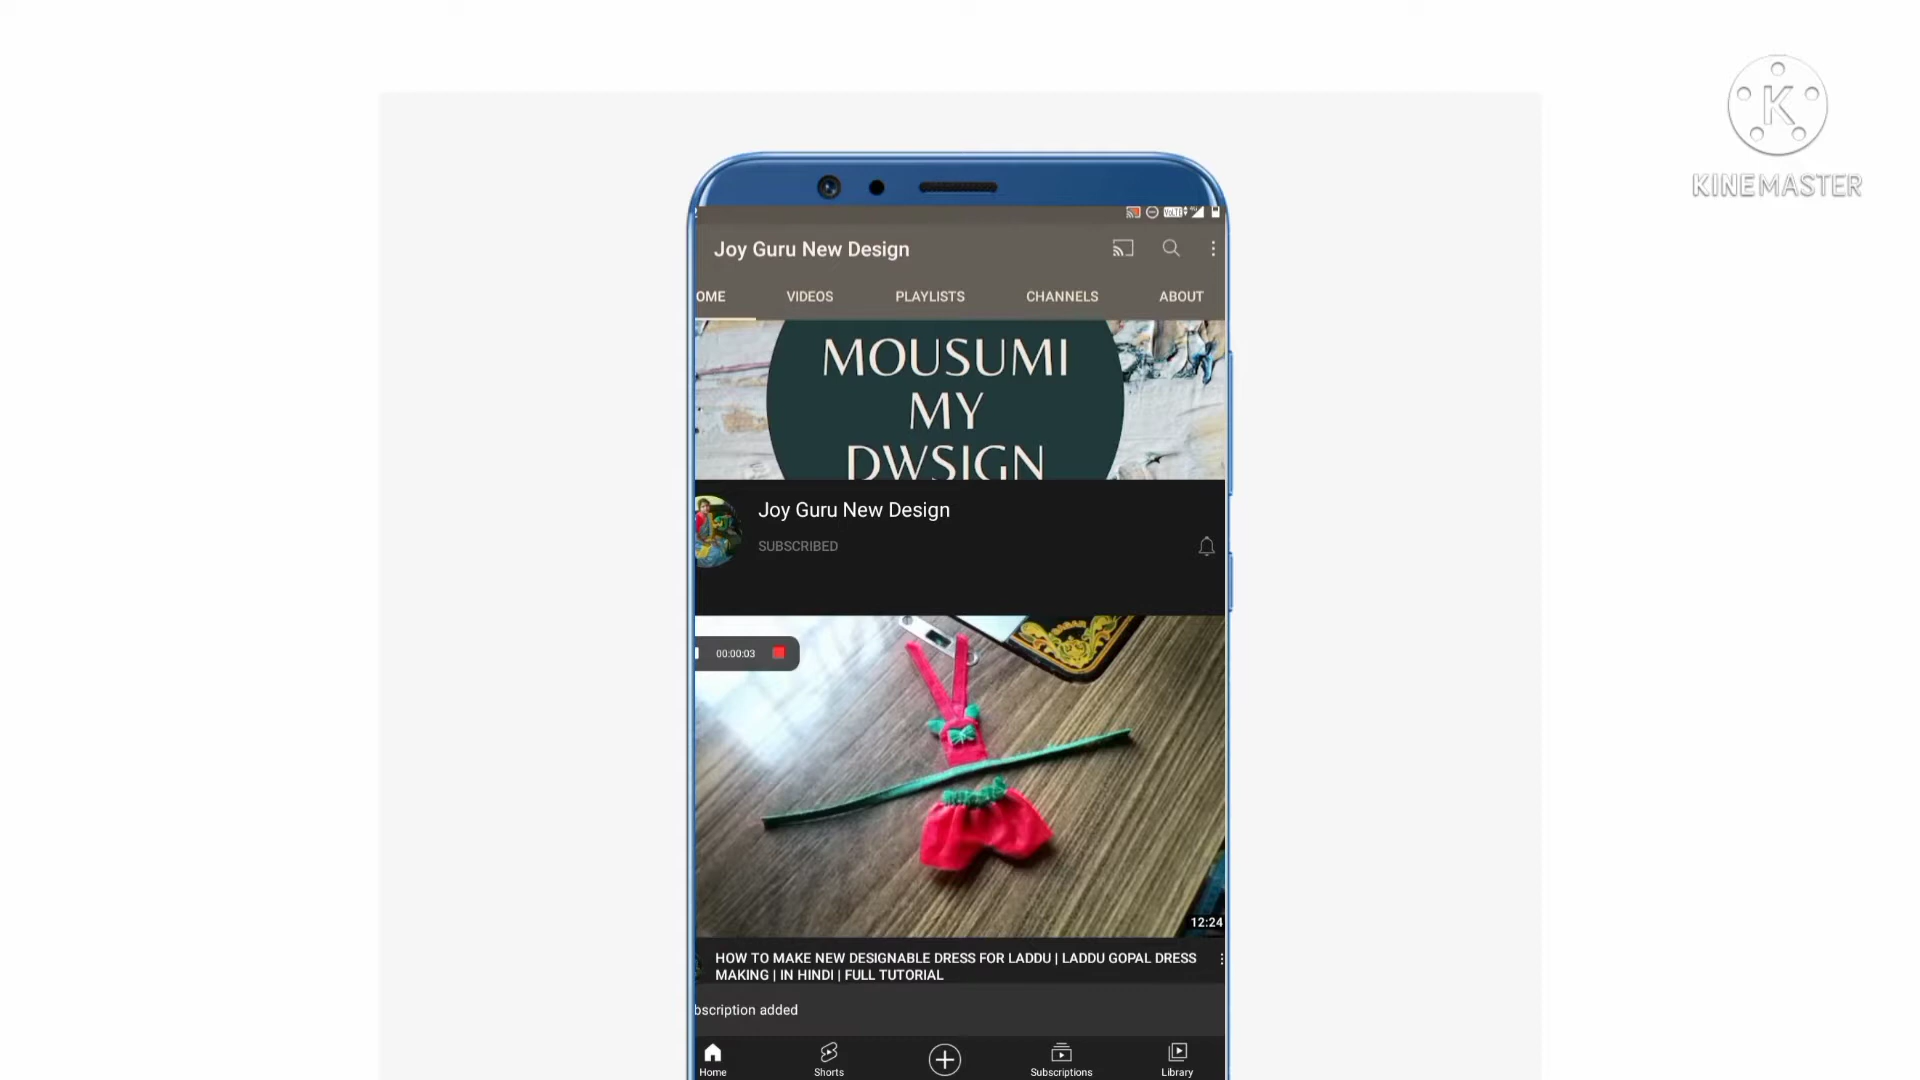 KINEMASTER
VoLTE
Joy Guru New Design
OME
VIDEOS
PLAYLISTS
CHANNELS
ABOUT
MOUSUMI
MY
DWSIGN
Joy Guru New Design
SUBSCRIBED
00:00:03
12:24
HOW TO MAKE NEW DESIGNABLE DRESS FOR LADDU | LADDU GOPAL DRESS
MAKING | IN HINDI | FULL TUTORIAL
bscription added
Home
Shorts
Subscriptions
Library